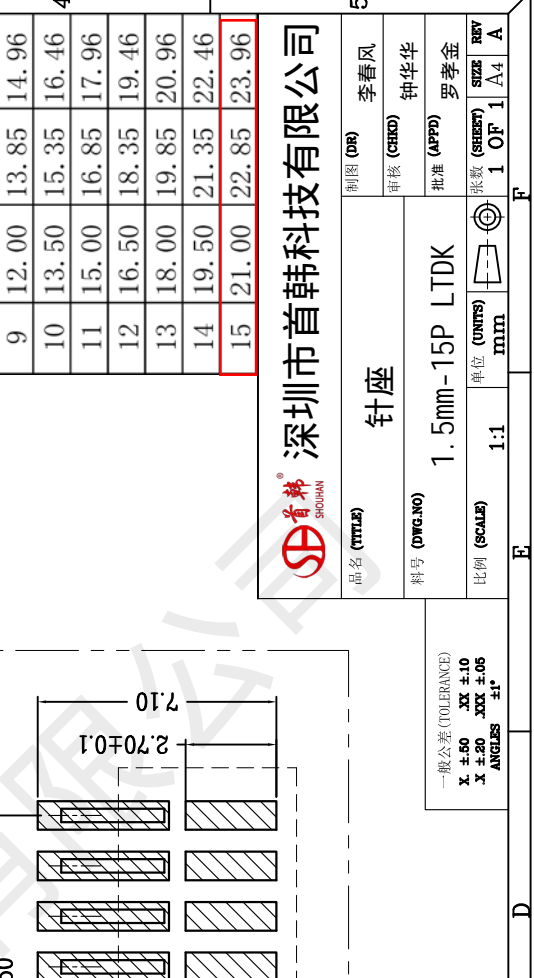 9 12.00 13.85 14.96
10 13.50 15.35 16.46
11 15.00 16.85 17.96
12 16.50 18.35 19.46
13 18.00 19.85 20.96
14 19.50 21.35 22.46
15 21.00 22.85 23.96
首韩®
SHOUHAN
深圳市首韩科技有限公司
品名 (TITLE)
针座
制图 (DR)
李春风
审核 (CHKD)
钟华华
料号 (DWG.NO)
1.5mm-15P LTDK
批准 (APPD)
罗孝金
比例 (SCALE)
1:1
单位 (UNITS)
mm
张数 (SHEET)
1 OF 1
SIZE
A4
REV
A
一般公差(TOLERANCE)
X. ±.50 .XX ±.10
.X ±.20 .XXX ±.05
ANGLES ±1°
7.10
2.70±0.1
D
E
F
有限公司